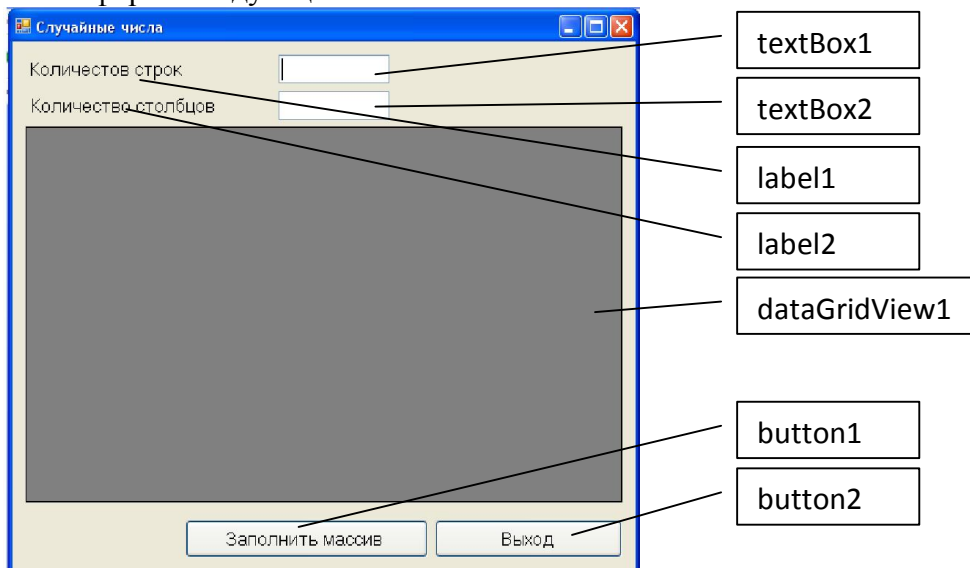 Случайные числа
Количестов строк
Количество столбцов
Заполнить массив
Выход
textBox1
textBox2
label1
label2
dataGridView1
button1
button2